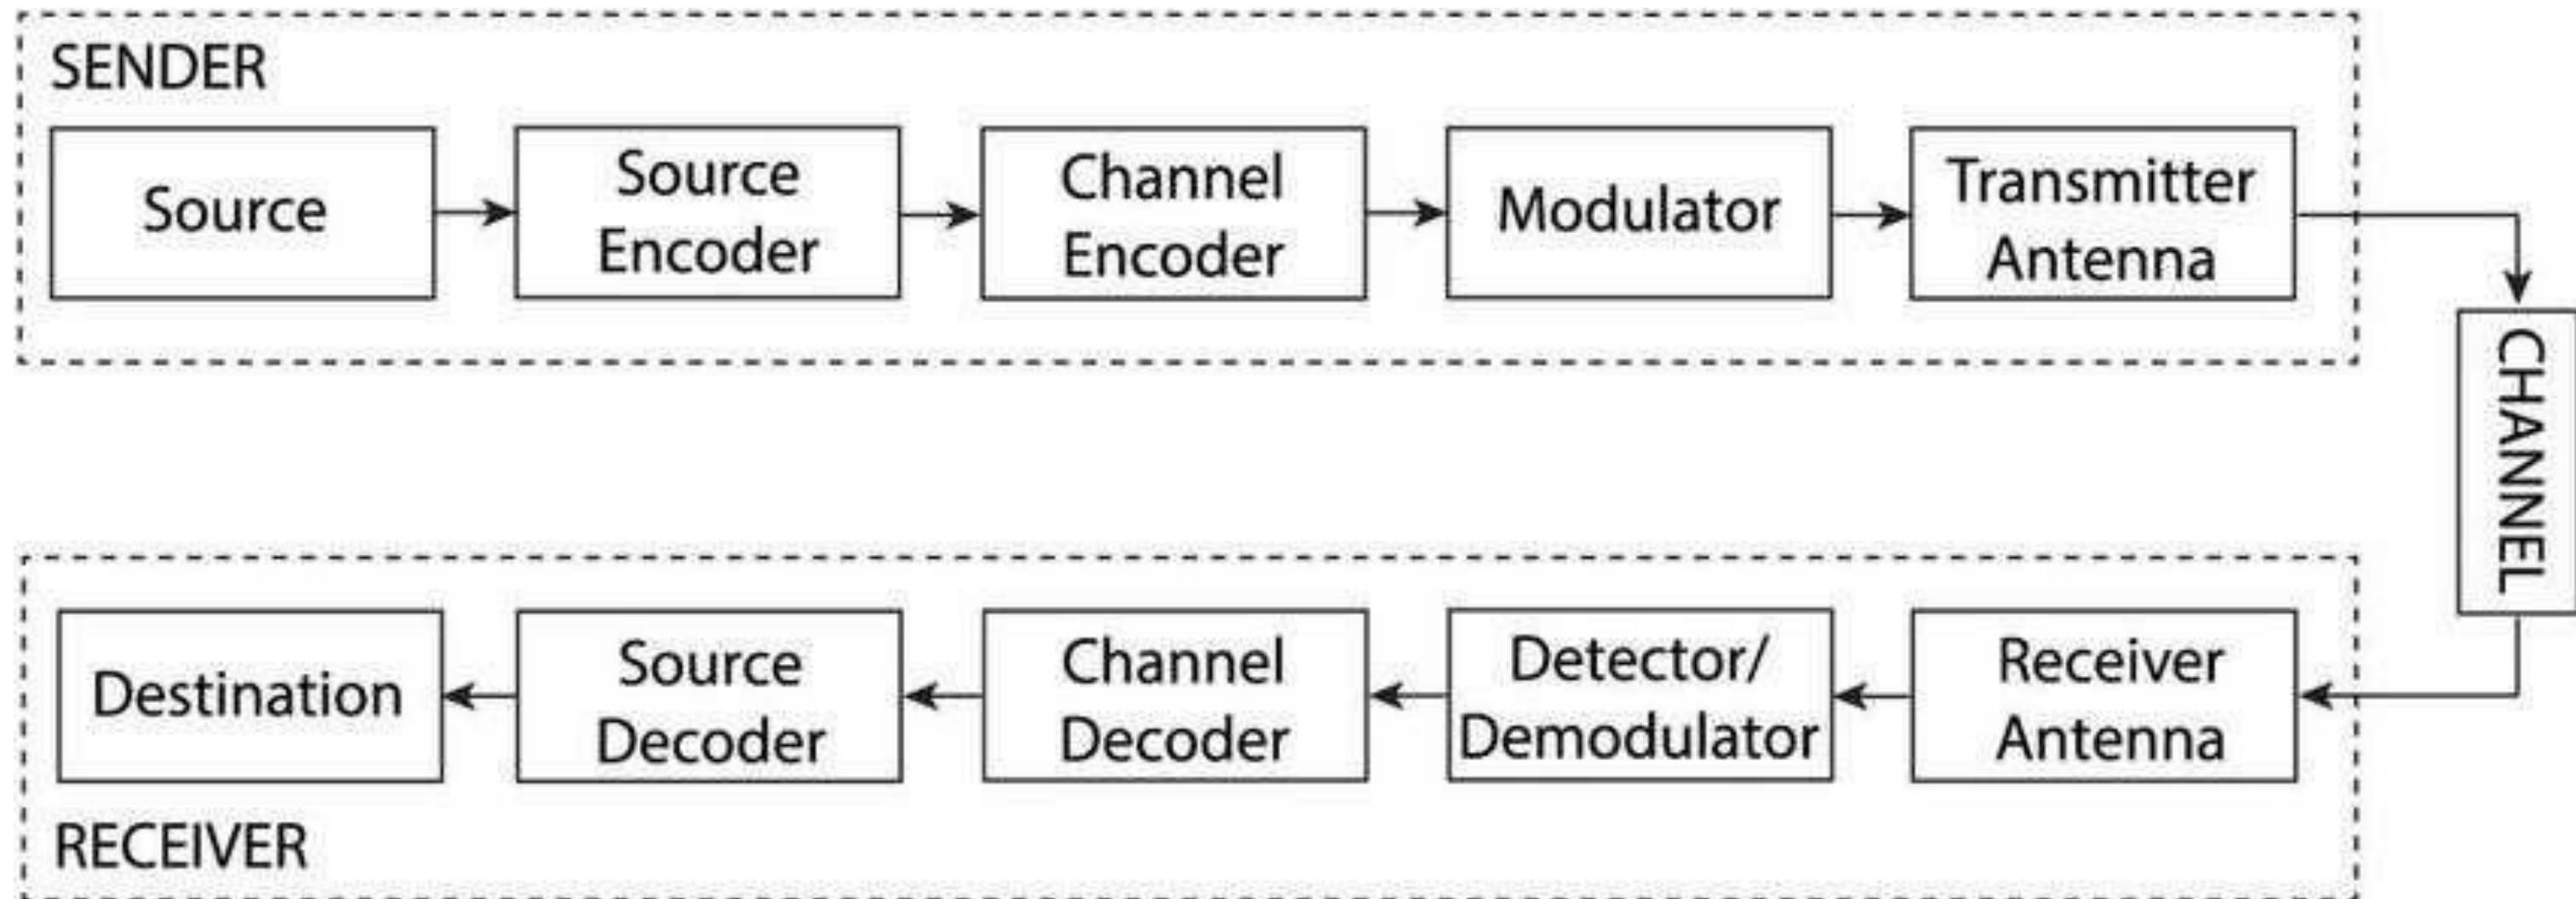 SENDER
Source
Source
Encoder
Channel
Encoder
Modulator
Transmitter
Antenna
CHANNEL
Receiver
Antenna
Detector/
Demodulator
Channel
Decoder
Source
Decoder
Destination
RECEIVER